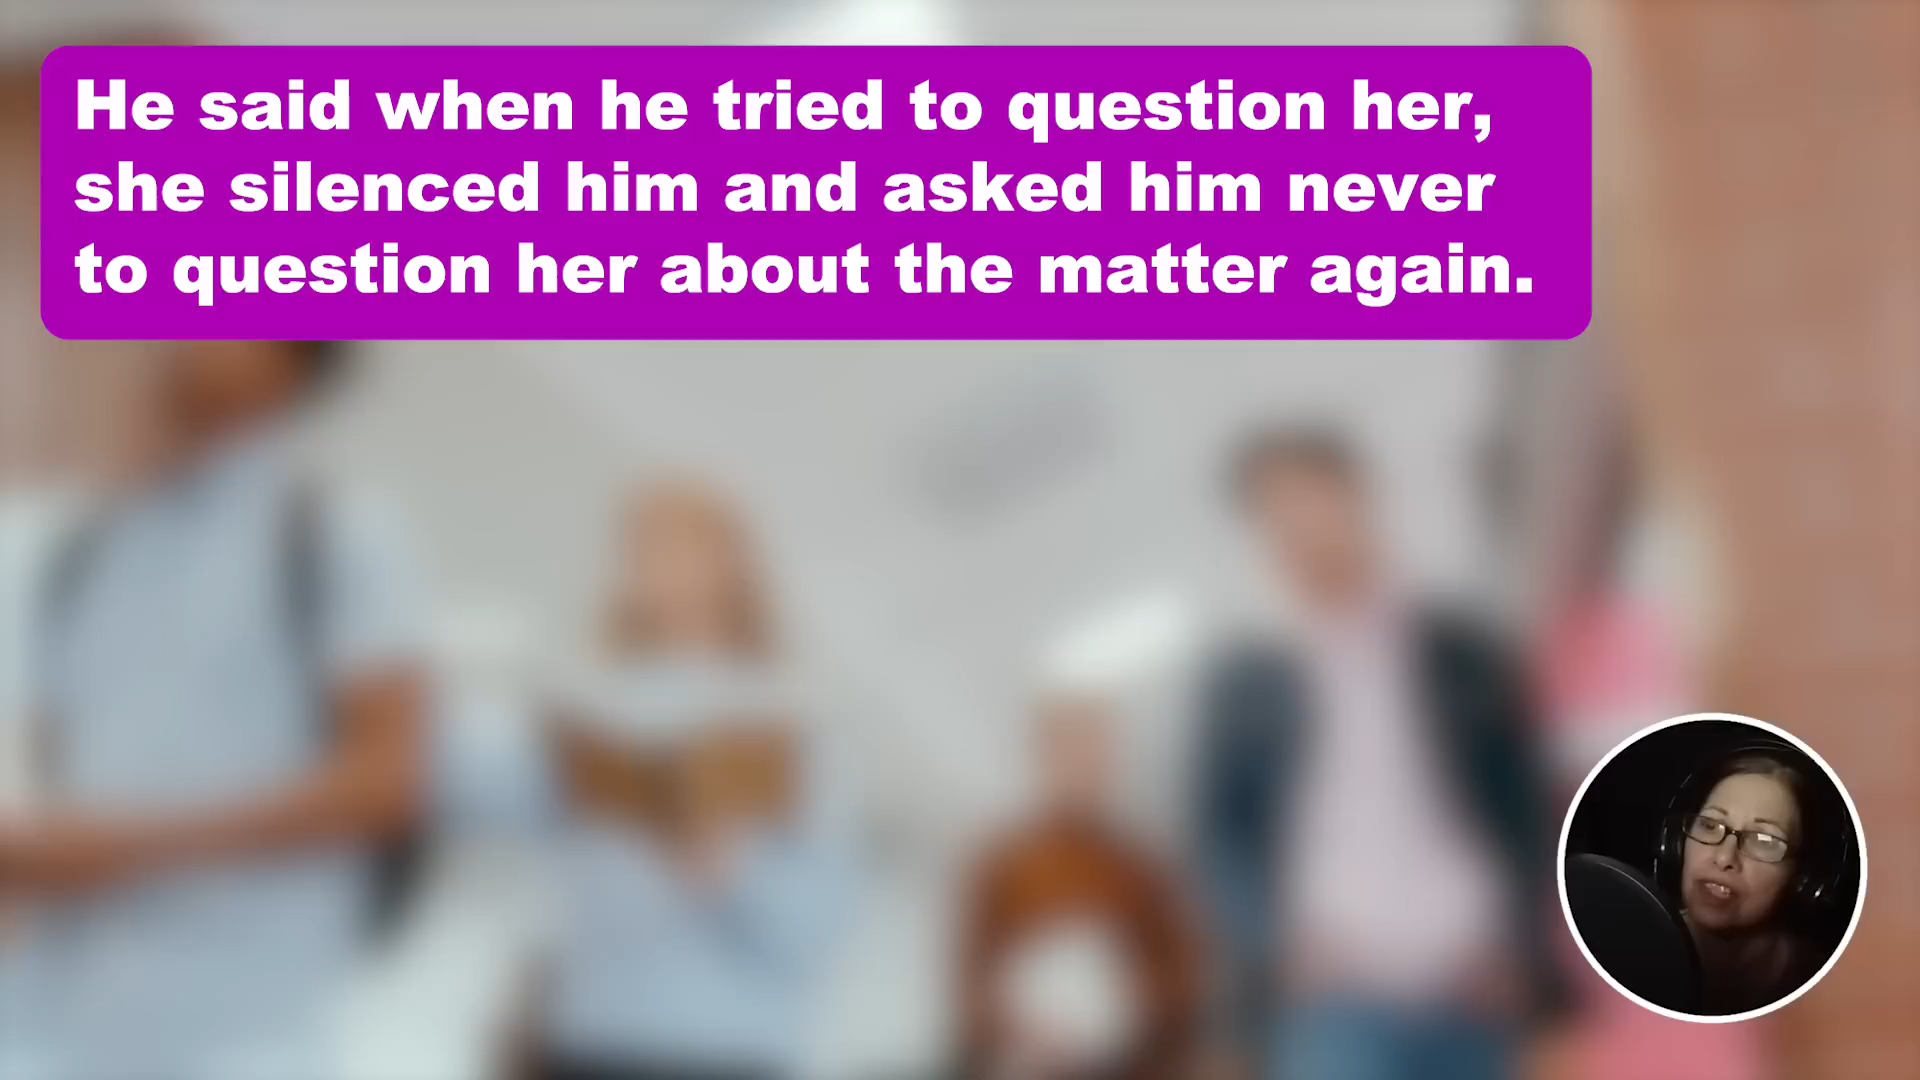 He said when he tried to question her,
she silenced him and asked him never
to question her about the matter again.